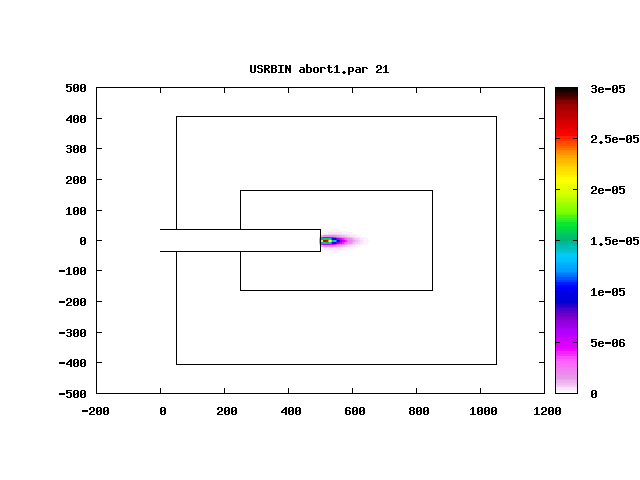 USRBIN abort1.par 21
500
400
300
200
100
0
-100
-200
-300
-400
-500
-200 0 200 400 600 800 1000 1200
3e-05
2.5e-05
2e-05
1.5e-05
1e-05
5e-06
0